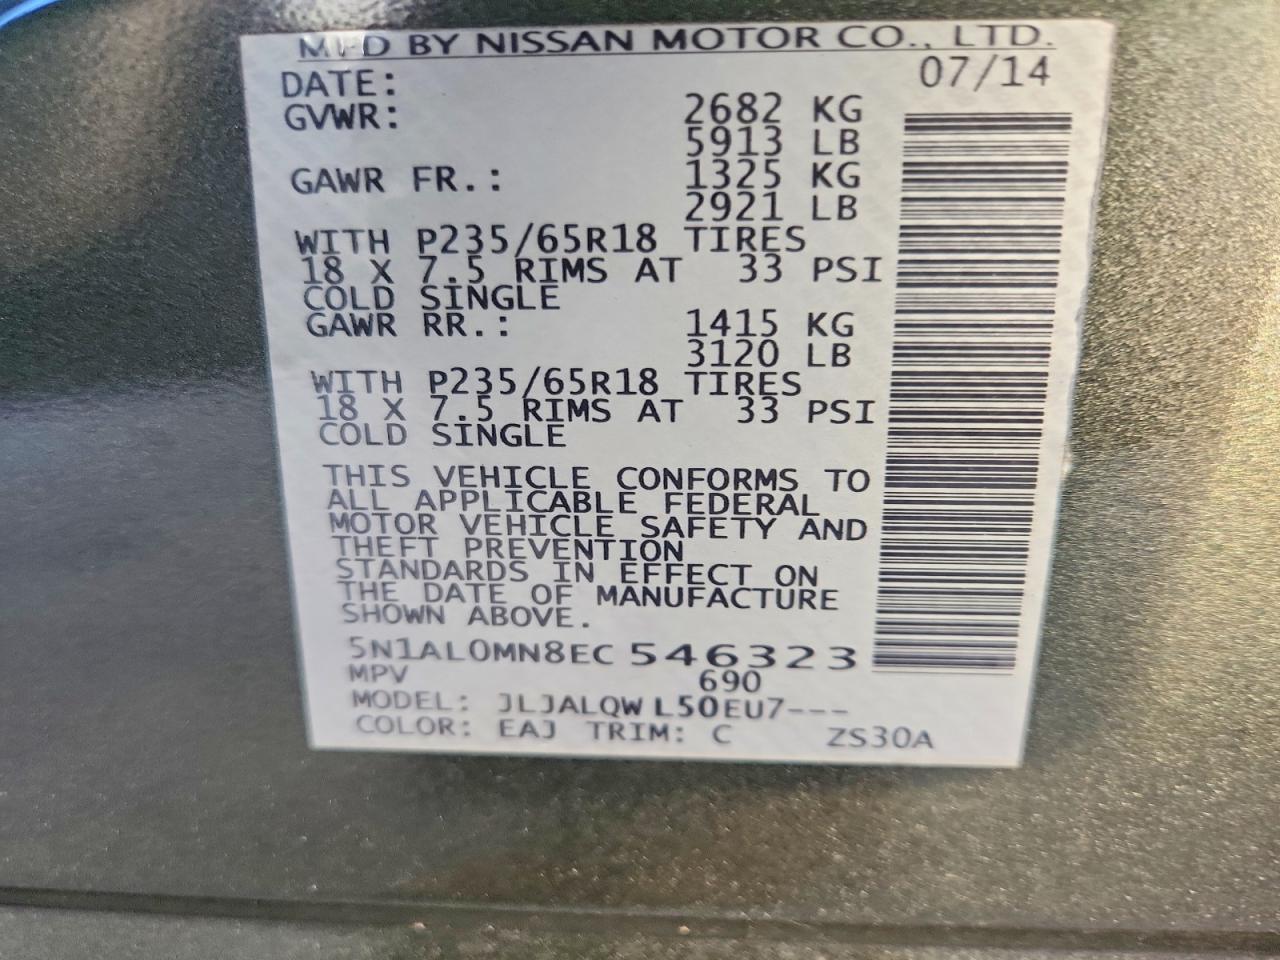 MFD BY NISSAN MOTOR CO., LTD.
DATE: 07/14
GVWR: 2682 KG
5913 LB
GAWR FR.: 1325 KG
2921 LB
WITH P235/65R18 TIRES
18 X 7.5 RIMS AT 33 PSI
COLD SINGLE
GAWR RR.: 1415 KG
3120 LB
WITH P235/65R18 TIRES
18 X 7.5 RIMS AT 33 PSI
COLD SINGLE
THIS VEHICLE CONFORMS TO
ALL APPLICABLE FEDERAL
MOTOR VEHICLE SAFETY AND
THEFT PREVENTION
STANDARDS IN EFFECT ON
THE DATE OF MANUFACTURE
SHOWN ABOVE.
5N1AL0MN8EC 546323
MPV 690
MODEL: JLJALQW L50EU7---
COLOR: EAJ TRIM: C ZS30A